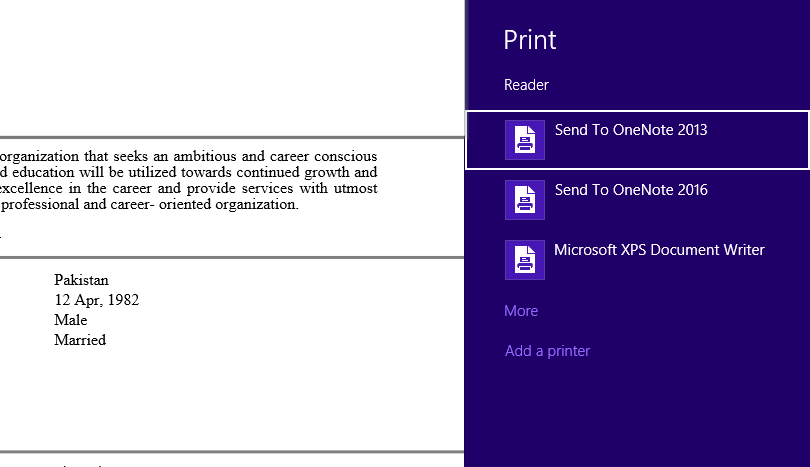 organization that seeks an ambitious and career conscious
d education will be utilized towards continued growth and
excellence in the career and provide services with utmost
professional and career- oriented organization.
.
Pakistan
12 Apr, 1982
Male
Married
Print
Reader
Send To OneNote 2013
Send To OneNote 2016
Microsoft XPS Document Writer
More
Add a printer